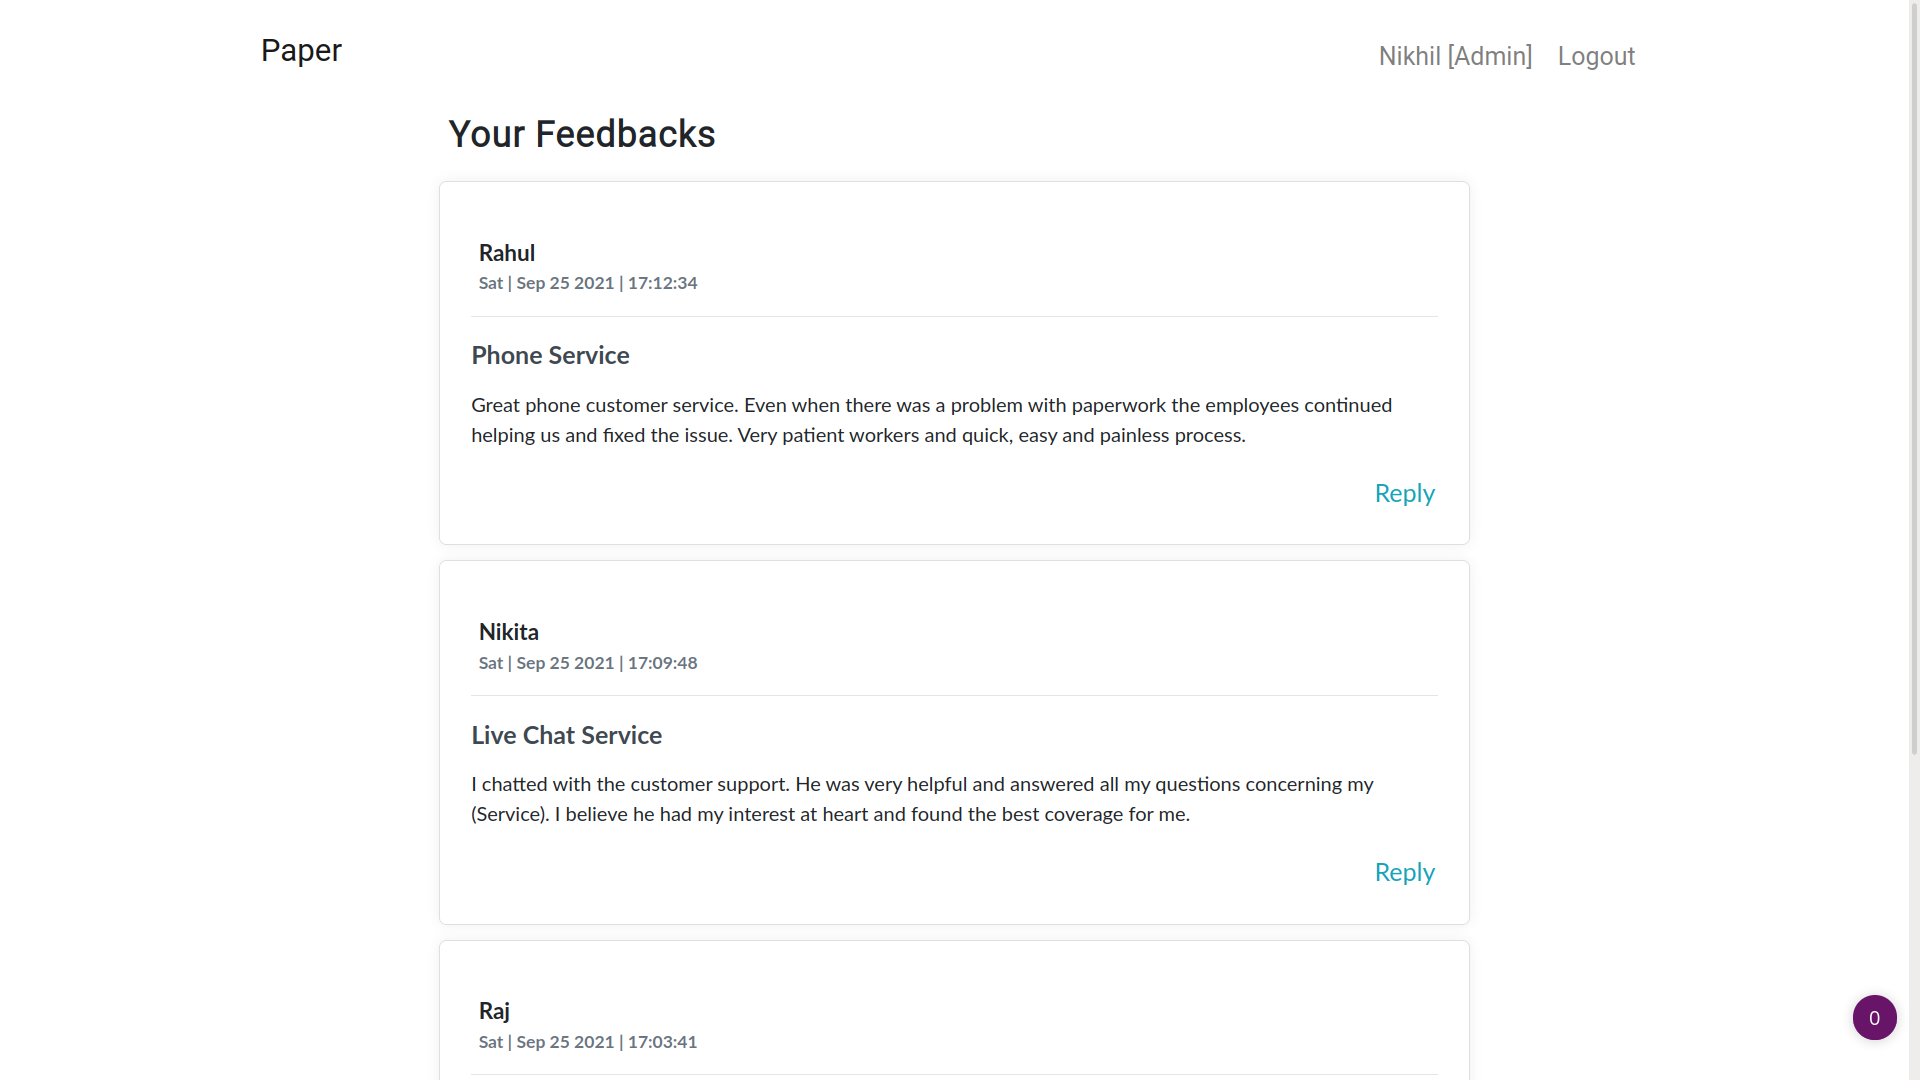 Paper
Nikhil [Admin] Logout
Your Feedbacks
Rahul
Sat | Sep 25 2021 | 17:12:34
Phone Service
Great phone customer service. Even when there was a problem with paperwork the employees continued
helping us and fixed the issue. Very patient workers and quick, easy and painless process.
Reply
Nikita
Sat | Sep 25 2021 | 17:09:48
Live Chat Service
I chatted with the customer support. He was very helpful and answered all my questions concerning my
(Service). I believe he had my interest at heart and found the best coverage for me.
Reply
Raj
Sat | Sep 25 2021 | 17:03:41
0